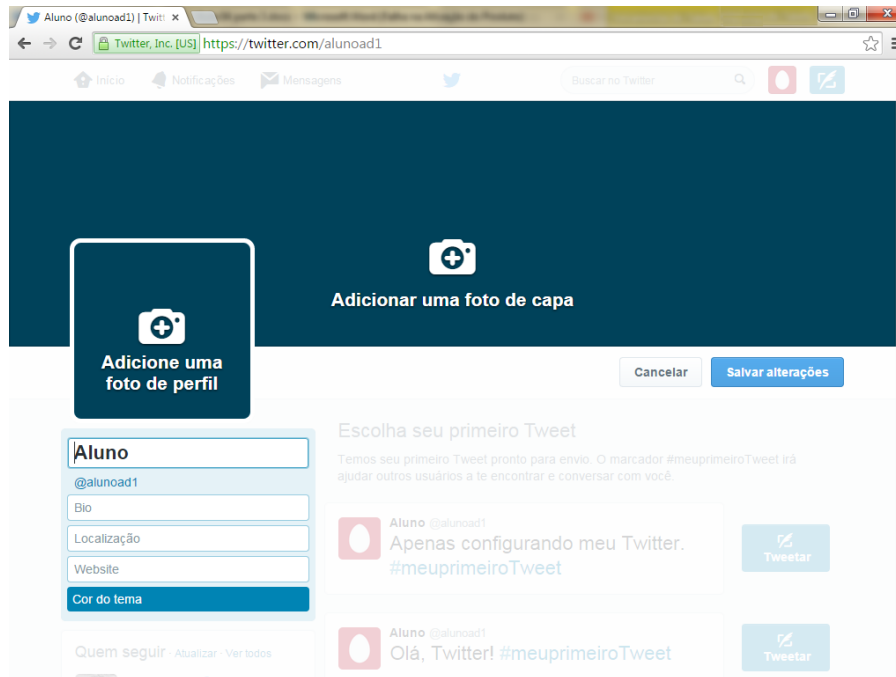 Aluno (@alunoad1) | Twitt
Twitter, Inc. [US] https://twitter.com/alunoad1
Início Notificações Mensagens Buscar no Twitter
Adicionar uma foto de capa
Adicione uma
foto de perfil
Cancelar Salvar alterações
Aluno
@alunoad1
Bio
Localização
Website
Cor do tema
Quem seguir · Atualizar · Ver todos
Escolha seu primeiro Tweet
Temos seu primeiro Tweet pronto para envio. O marcador #meuprimeiroTweet irá
ajudar outros usuários a te encontrar e conversar com você.
Aluno @alunoad1
Apenas configurando meu Twitter.
#meuprimeiroTweet
Tweetar
Aluno @alunoad1
Olá, Twitter! #meuprimeiroTweet
Tweetar